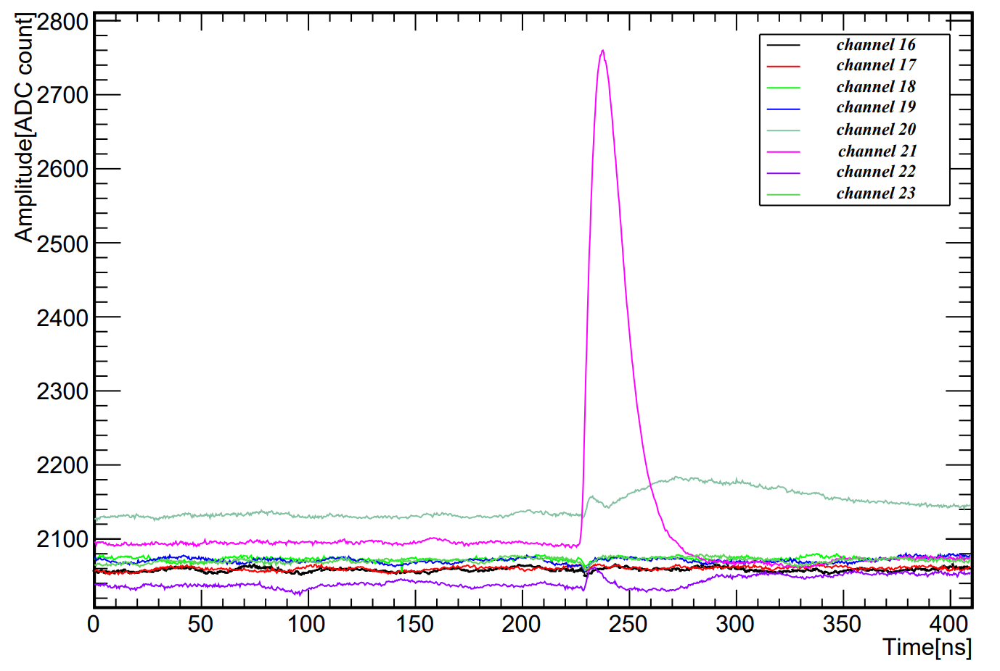 Amplitude[ADC count]
2800
2700
2600
2500
2400
2300
2200
2100
channel 16
channel 17
channel 18
channel 19
channel 20
channel 21
channel 22
channel 23
0 50 100 150 200 250 300 350 400
Time[ns]